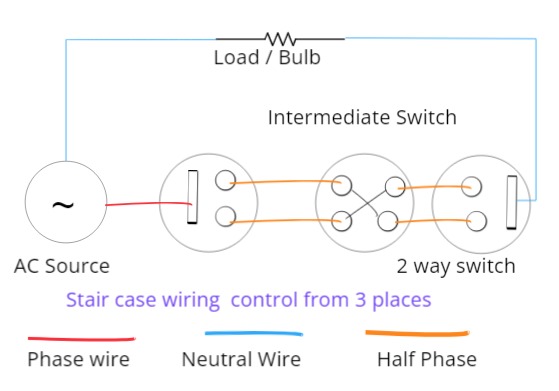 Load / Bulb
Intermediate Switch
~
AC Source
2 way switch
Stair case wiring control from 3 places
Phase wire
Neutral Wire
Half Phase